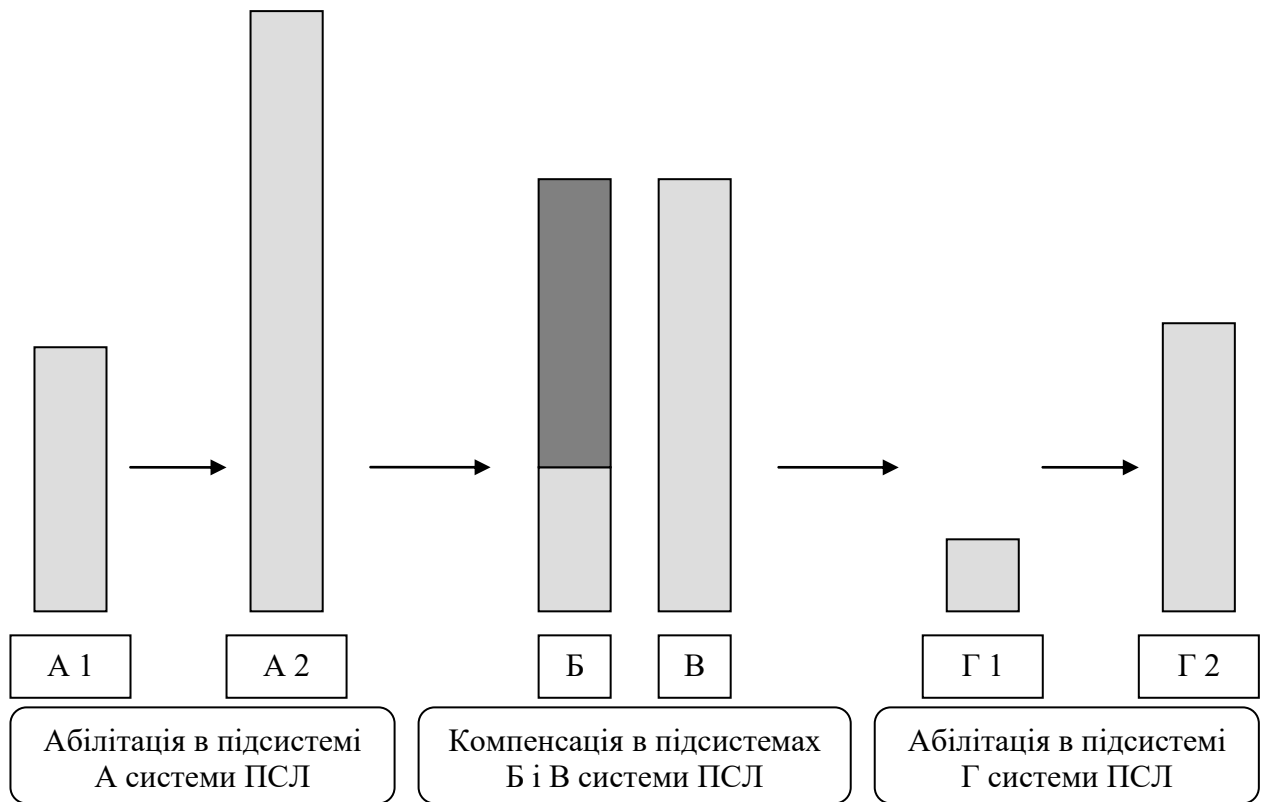 А 1
А 2
Б
В
Г 1
Г 2
Абілітація в підсистемі
А системи ПСЛ
Компенсація в підсистемах
Б і В системи ПСЛ
Абілітація в підсистемі
Г системи ПСЛ